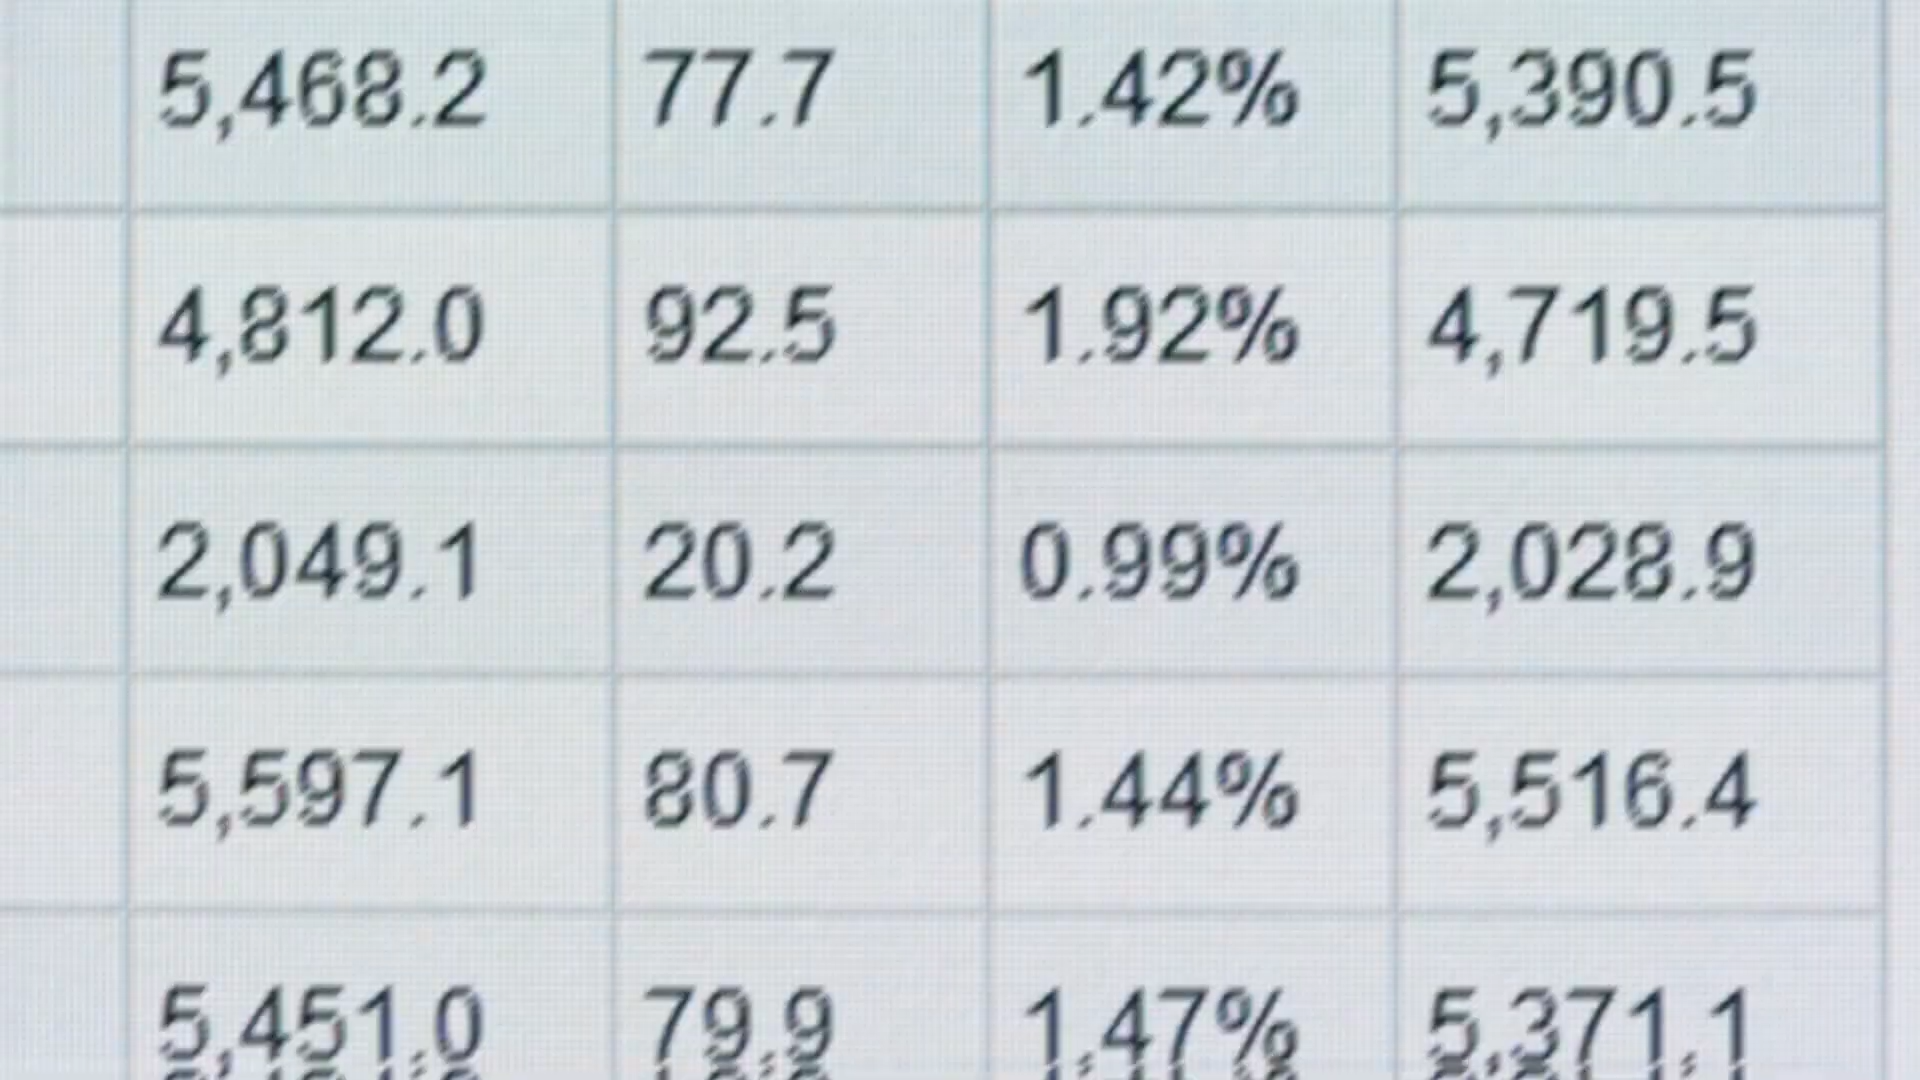 5,468.2 77.7 1.42% 5,390.5
4,812.0 92.5 1.92% 4,719.5
2,049.1 20.2 0.99% 2,028.9
5,597.1 80.7 1.44% 5,516.4
5,451.0 79.9 1.47% 5,371.1